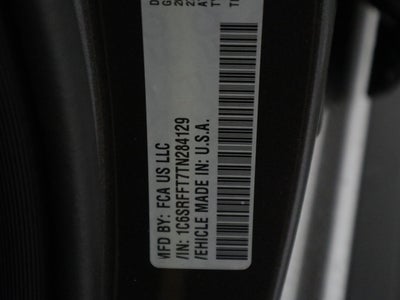 MFD BY: FCA US LLC
/IN: 1C6SRFFT7TN284129
/EHICLE MADE IN: U.S.A.